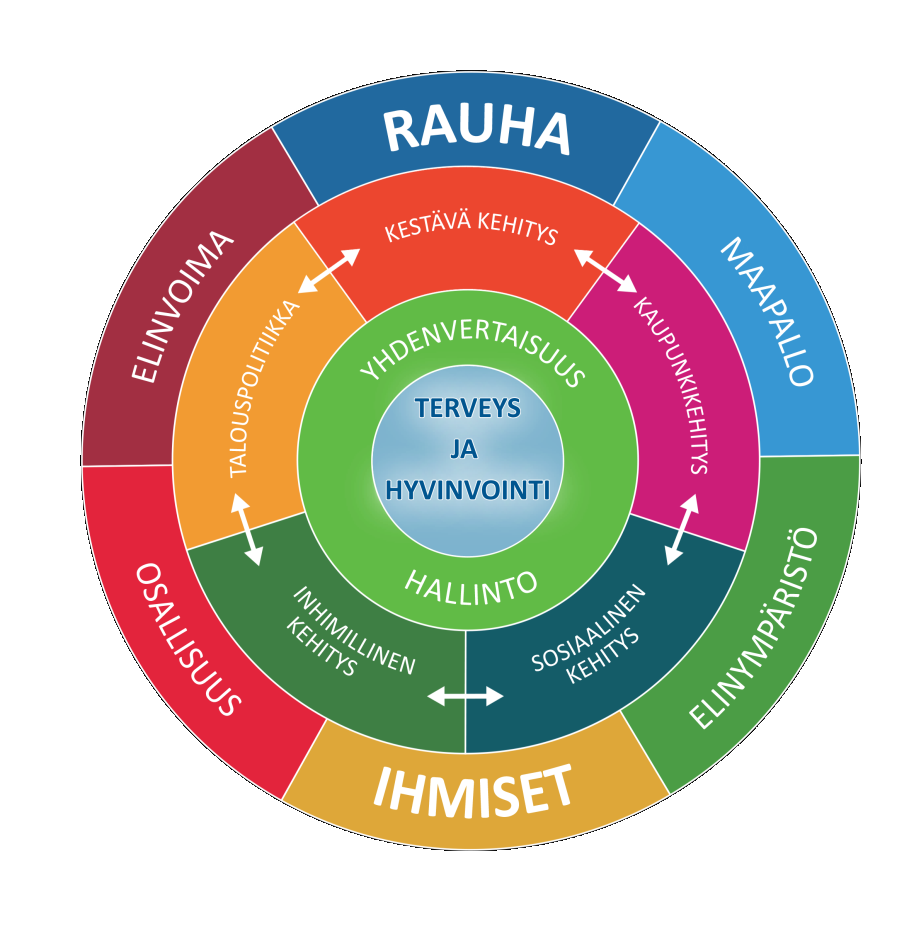 RAUHA
MAAPALLO
ELINYMPÄRISTÖ
IHMISET
OSALLISUUS
ELINVOIMA
KESTÄVÄ KEHITYS
KAUPUNKIKEHITYS
SOSIAALINEN
KEHITYS
INHIMILLINEN
KEHITYS
TALOUSPOLITIIKKA
YHDENVERTAISUUS
HALLINTO
TERVEYS
JA
HYVINVOINTI